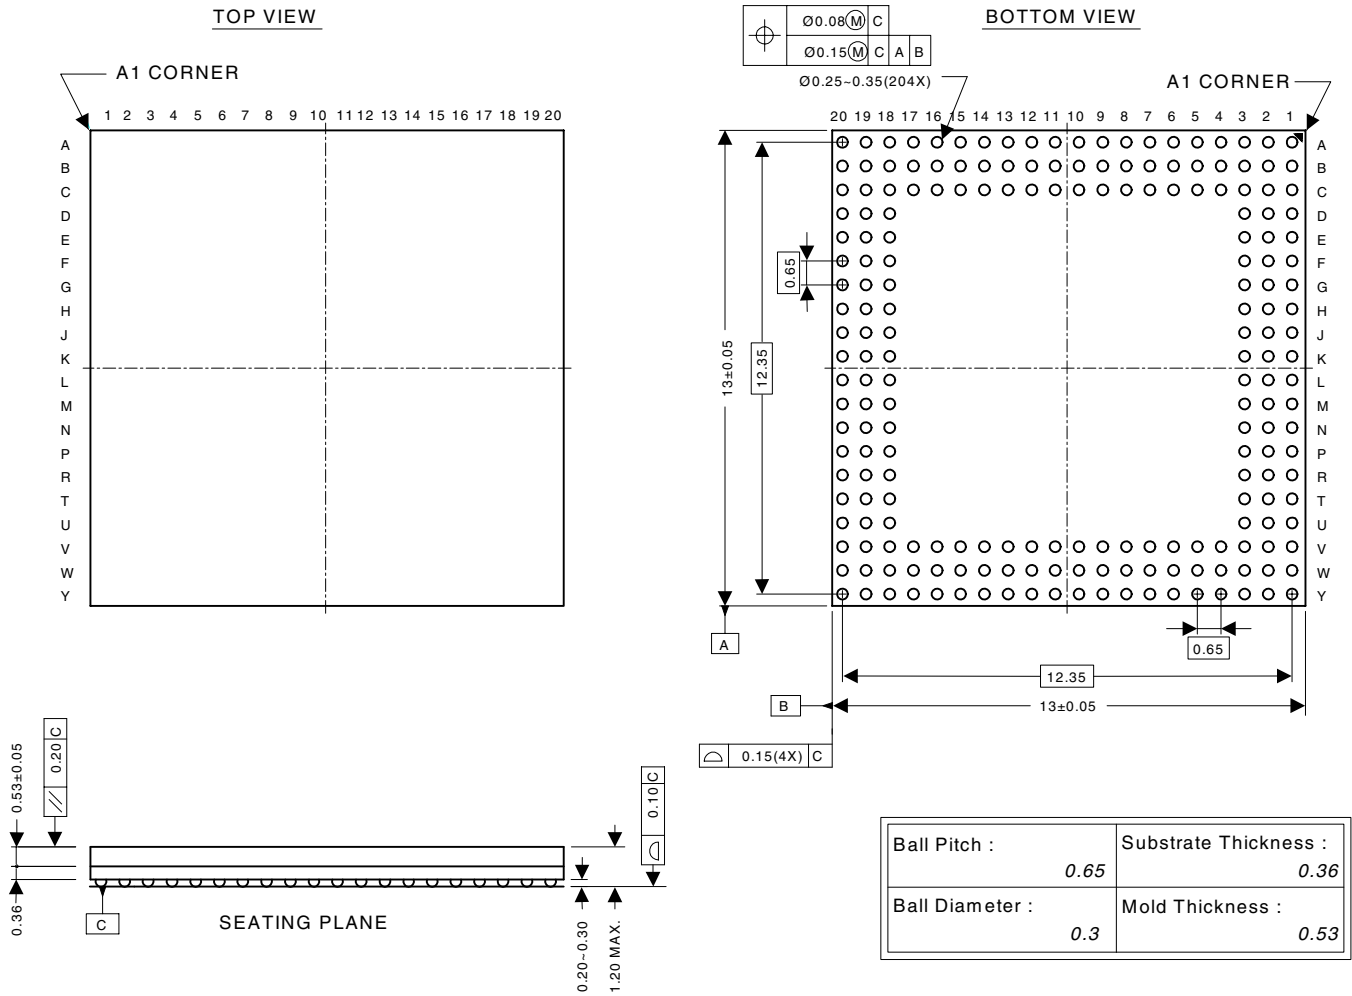 TOP VIEW
A1 CORNER
1 2 3 4 5 6 7 8 9 10 11 12 13 14 15 16 17 18 19 20
A
B
C
D
E
F
G
H
J
K
L
M
N
P
R
T
U
V
W
Y
BOTTOM VIEW
Ø0.08 M C
Ø0.15 M C A B
Ø0.25~0.35(204X)
A1 CORNER
20 19 18 17 16 15 14 13 12 11 10 9 8 7 6 5 4 3 2 1
A
B
C
D
E
F
G
H
J
K
L
M
N
P
R
T
U
V
W
Y
0.65
13±0.05
12.35
A
0.65
12.35
B
13±0.05
0.15(4X) C
0.53±0.05
0.20 C
0.36
C
SEATING PLANE
0.10 C
0.20~0.30
1.20 MAX.
Ball Pitch :
0.65
Substrate Thickness :
0.36
Ball Diameter :
0.3
Mold Thickness :
0.53